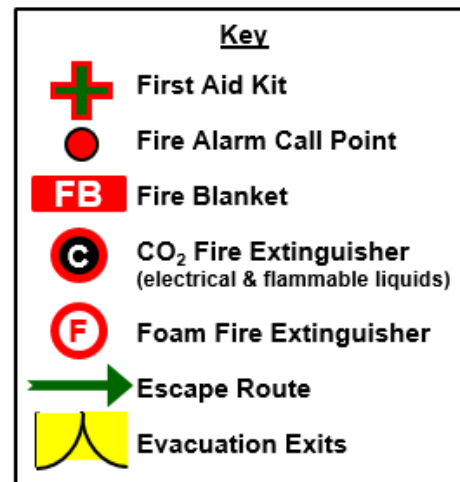 Key
First Aid Kit
Fire Alarm Call Point
FB Fire Blanket
C CO₂ Fire Extinguisher
(electrical & flammable liquids)
F Foam Fire Extinguisher
Escape Route
Evacuation Exits